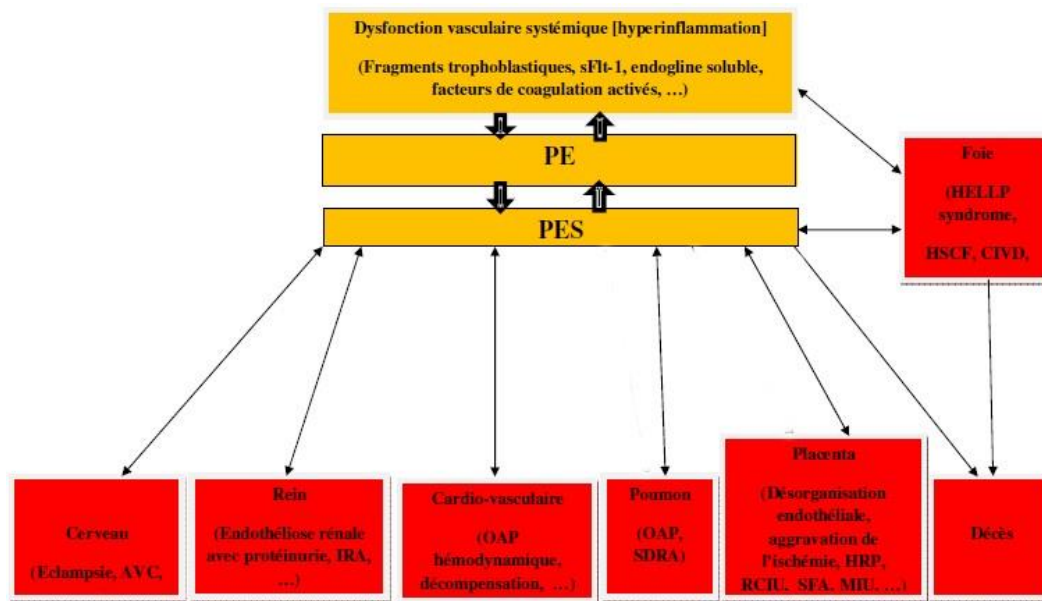 Dysfonction vasculaire systémique [hyperinflammation]
(Fragments trophoblastiques, sFlt-1, endogline soluble,
facteurs de coagulation activés, …)
PE
PES
Foie
(HELLP
syndrome,
HSCF, CIVD,
Cerveau
(Eclampsie, AVC,
Rein
(Endothéliose rénale
avec protéinurie, IRA,
…)
Cardio-vasculaire
(OAP
hémodynamique,
décompensation, …)
Poumon
(OAP,
SDRA)
Placenta
(Désorganisation
endothéliale,
aggravation de
l'ischémie, HRP,
RCIU, SFA, MIU, …)
Décès